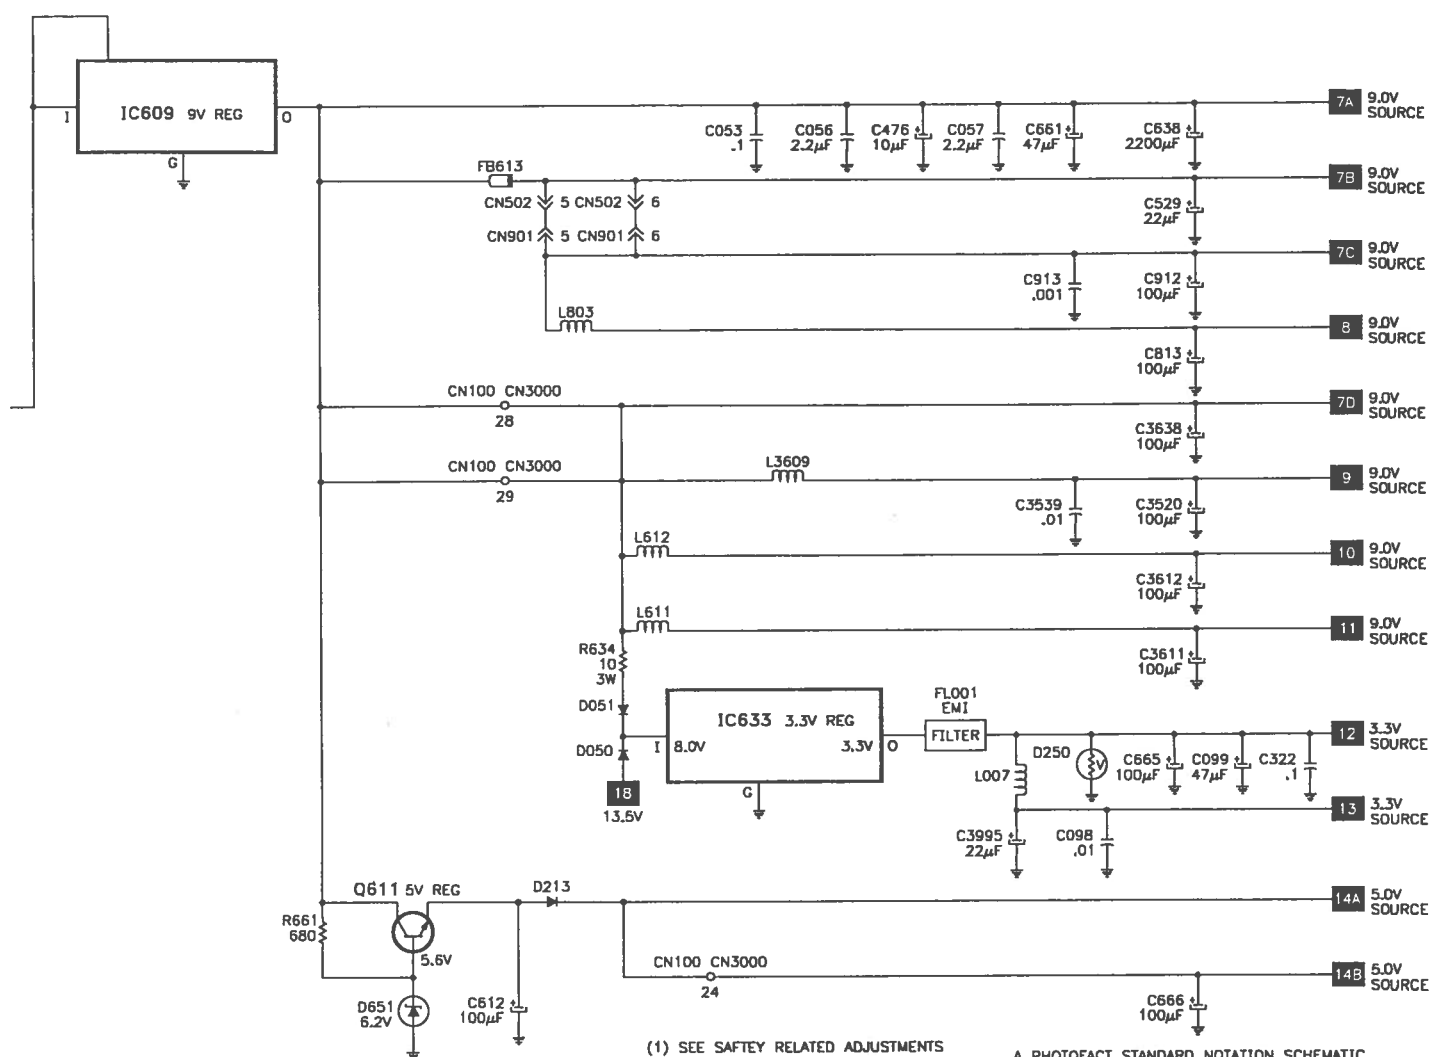 IC609 9V REG
I
O
G
7A 9.0V
SOURCE
C053
.1
C056
2.2µF
C476
10µF
C057
2.2µF
C661
47µF
C638
2200µF
FB613
7B 9.0V
SOURCE
CN502 5 CN502 6
CN901 5 CN901 6
C529
22µF
7C 9.0V
SOURCE
C913
.001
C912
100µF
L803
8 9.0V
SOURCE
C813
100µF
CN100 CN3000
28
7D 9.0V
SOURCE
C3638
100µF
CN100 CN3000
29
L3609
9 9.0V
SOURCE
C3539
.01
C3520
100µF
L612
10 9.0V
SOURCE
C3612
100µF
L611
11 9.0V
SOURCE
C3611
100µF
R634
10
3W
D051
D050
18
13.5V
IC633 3.3V REG
I 8.0V
3.3V O
G
FL001
EMI
FILTER
12 3.3V
SOURCE
D250
V
C665
100µF
C099
47µF
C322
.1
L007
13 3.3V
SOURCE
C3995
22µF
C098
.01
Q611 5V REG
D213
14A 5.0V
SOURCE
R661
680
5.6V
CN100 CN3000
24
14B 5.0V
SOURCE
D651
6.2V
C612
100µF
C666
100µF
(1) SEE SAFTEY RELATED ADJUSTMENTS
A PHOTOFACT STANDARD NOTATION SCHEMATIC